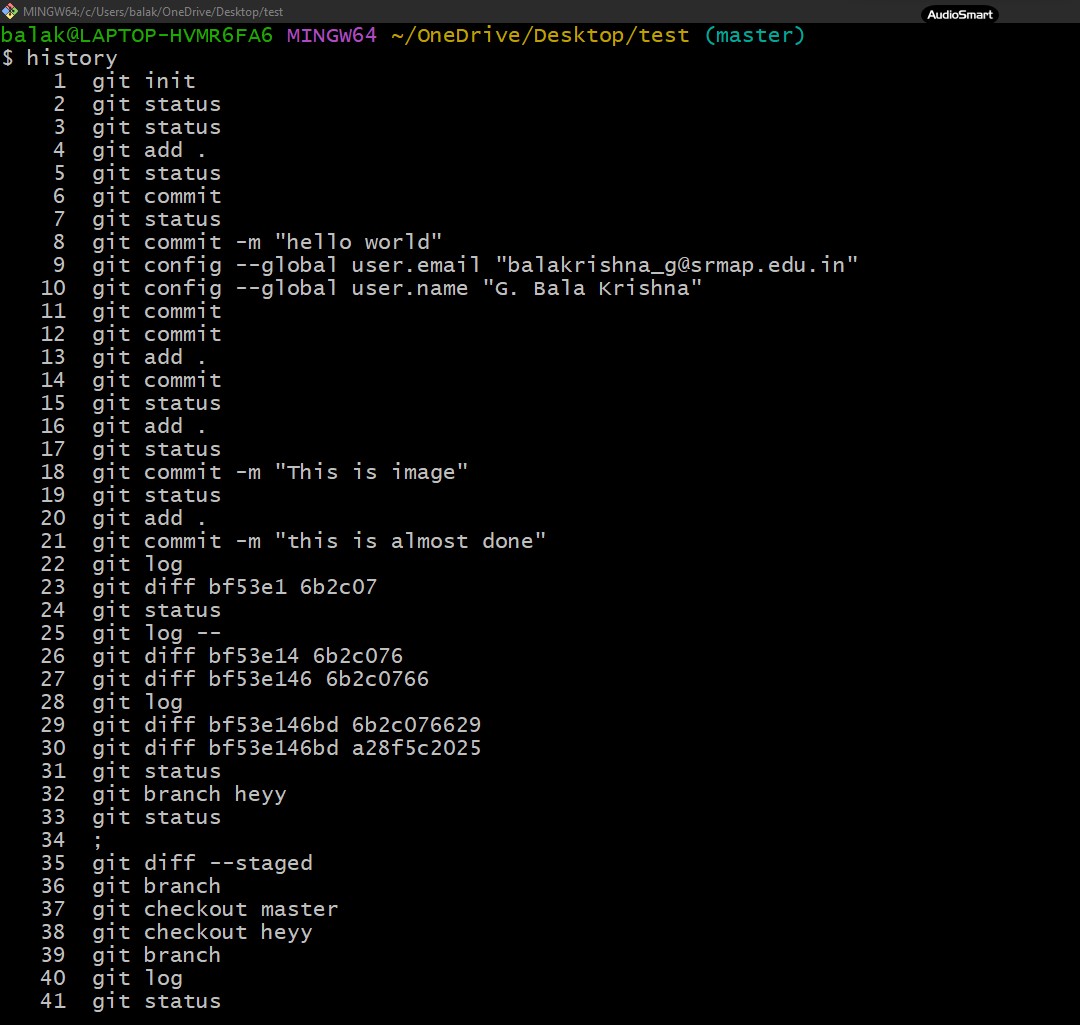 MINGW64:/c/Users/balak/OneDrive/Desktop/test
AudioSmart
balak@LAPTOP-HVMR6FA6 MINGW64 ~/OneDrive/Desktop/test (master)
$ history
1 git init
2 git status
3 git status
4 git add .
5 git status
6 git commit
7 git status
8 git commit -m "hello world"
9 git config --global user.email "balakrishna_g@srmap.edu.in"
10 git config --global user.name "G. Bala Krishna"
11 git commit
12 git commit
13 git add .
14 git commit
15 git status
16 git add .
17 git status
18 git commit -m "This is image"
19 git status
20 git add .
21 git commit -m "this is almost done"
22 git log
23 git diff bf53e1 6b2c07
24 git status
25 git log --
26 git diff bf53e14 6b2c076
27 git diff bf53e146 6b2c0766
28 git log
29 git diff bf53e146bd 6b2c076629
30 git diff bf53e146bd a28f5c2025
31 git status
32 git branch heyy
33 git status
34 ;
35 git diff --staged
36 git branch
37 git checkout master
38 git checkout heyy
39 git branch
40 git log
41 git status